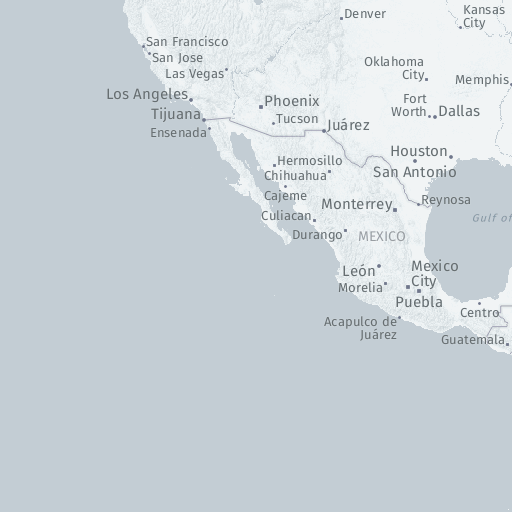 Kansas
City
Denver
San Francisco
San Jose
Oklahoma
City
Las Vegas
Memphis
Los Angeles
Phoenix
Fort
Worth
Dallas
Tijuana
Tucson
Juárez
Ensenada
Houston
Hermosillo
Chihuahua
San Antonio
Cajeme
Monterrey
Reynosa
Culiacan
Gulf of
Durango
MEXICO
León
Mexico
City
Morelia
Puebla
Centro
Acapulco de
Juárez
Guatemala